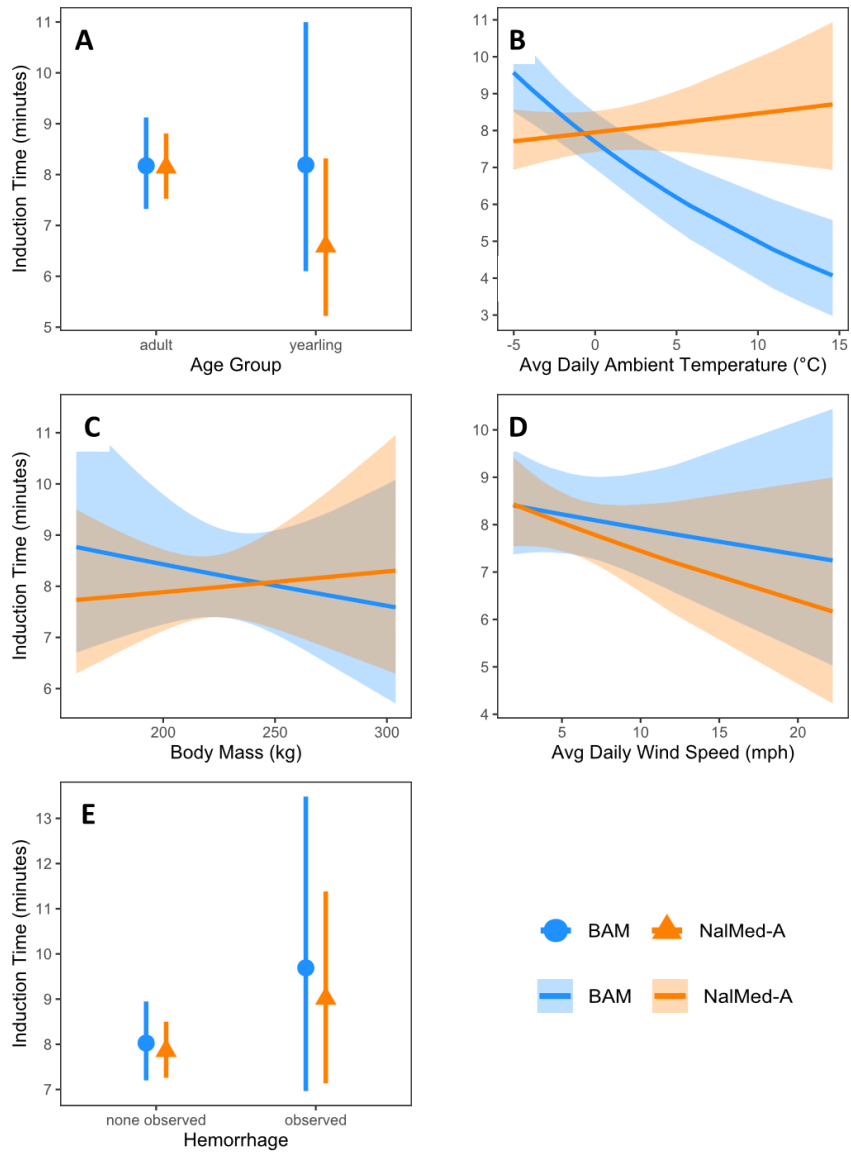 A
Induction Time (minutes)
11
10
9
8
7
6
5
adult
yearling
Age Group
B
11
10
9
8
7
6
5
4
3
-5
0
5
10
15
Avg Daily Ambient Temperature (°C)
C
Induction Time (minutes)
11
10
9
8
7
6
200
250
300
Body Mass (kg)
D
10
9
8
7
6
5
4
5
10
15
20
Avg Daily Wind Speed (mph)
E
Induction Time (minutes)
13
12
11
10
9
8
7
none observed
observed
Hemorrhage
BAM NalMed-A
BAM NalMed-A